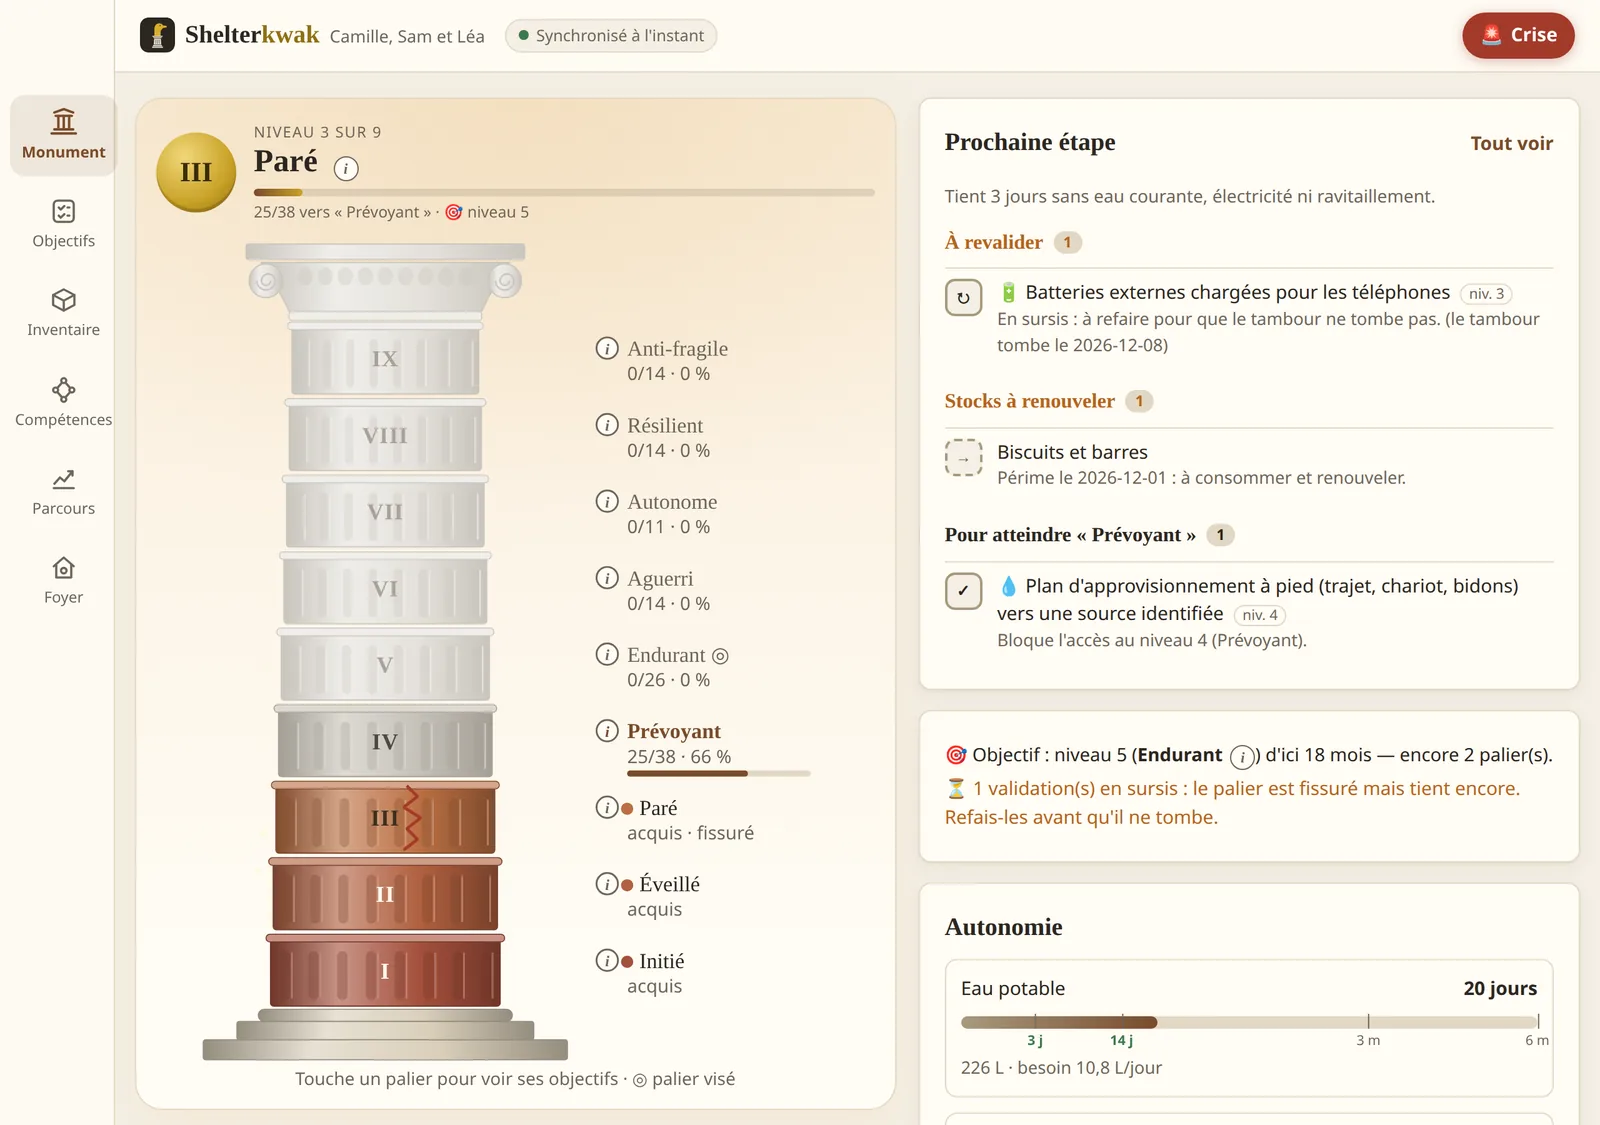 Shelterkwak Camille, Sam et Léa Synchronisé à l'instant
🚨 Crise
Monument
Objectifs
Inventaire
Compétences
Parcours
Foyer
III
NIVEAU 3 SUR 9
Paré i
25/38 vers « Prévoyant » · 🎯 niveau 5
IX
i Anti-fragile
0/14 · 0 %
VIII
i Résilient
0/14 · 0 %
VII
i Autonome
0/11 · 0 %
VI
i Aguerri
0/14 · 0 %
V
i Endurant ◎
0/26 · 0 %
IV
i Prévoyant
25/38 · 66 %
III
i Paré
acquis · fissuré
II
i Éveillé
acquis
I
i Initié
acquis
Touche un palier pour voir ses objectifs · ◎ palier visé
Prochaine étape
Tout voir
Tient 3 jours sans eau courante, électricité ni ravitaillement.
À revalider 1
↻ 🔋 Batteries externes chargées pour les téléphones niv. 3
En sursis : à refaire pour que le tambour ne tombe pas. (le tambour
tombe le 2026-12-08)
Stocks à renouveler 1
→ Biscuits et barres
Périme le 2026-12-01 : à consommer et renouveler.
Pour atteindre « Prévoyant » 1
✓ 💧 Plan d'approvisionnement à pied (trajet, chariot, bidons)
vers une source identifiée niv. 4
Bloque l'accès au niveau 4 (Prévoyant).
🎯 Objectif : niveau 5 (Endurant i) d'ici 18 mois — encore 2 palier(s).
⏳ 1 validation(s) en sursis : le palier est fissuré mais tient encore.
Refais-les avant qu'il ne tombe.
Autonomie
Eau potable 20 jours
3 j 14 j 3 m 6 m
226 L · besoin 10,8 L/jour